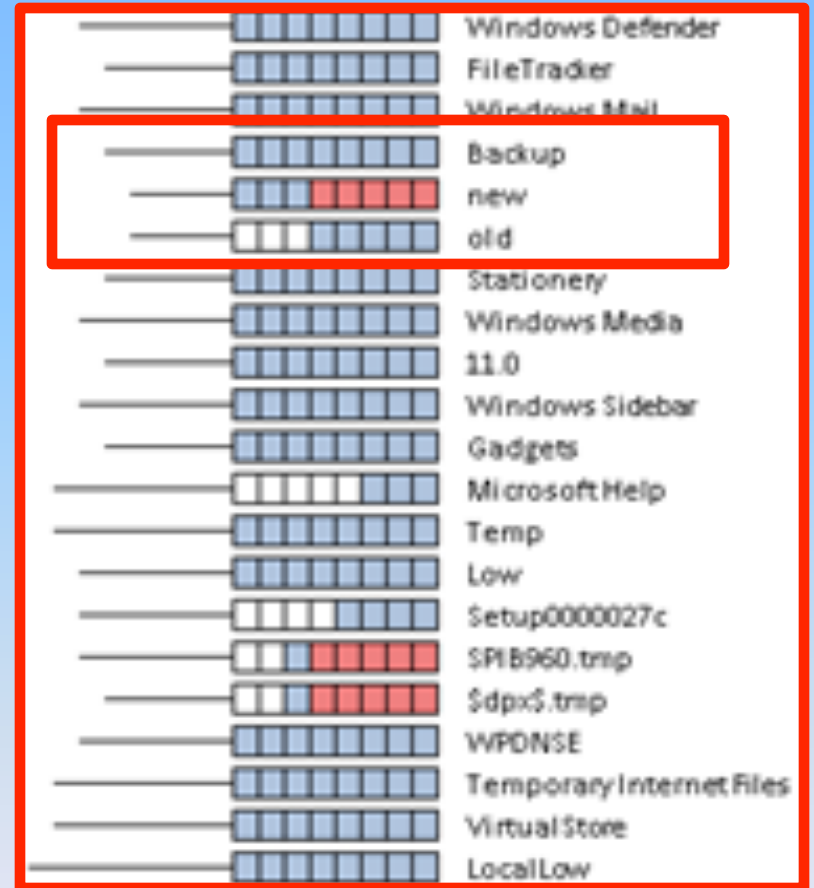 Windows Defender
FileTracker
Windows Mail
Backup
new
old
Stationery
Windows Media
11.0
Windows Sidebar
Gadgets
Microsoft Help
Temp
Low
Setup0000027c
SPIB960.tmp
$dpx$.tmp
WPDNSE
Temporary Internet Files
VirtualStore
LocalLow